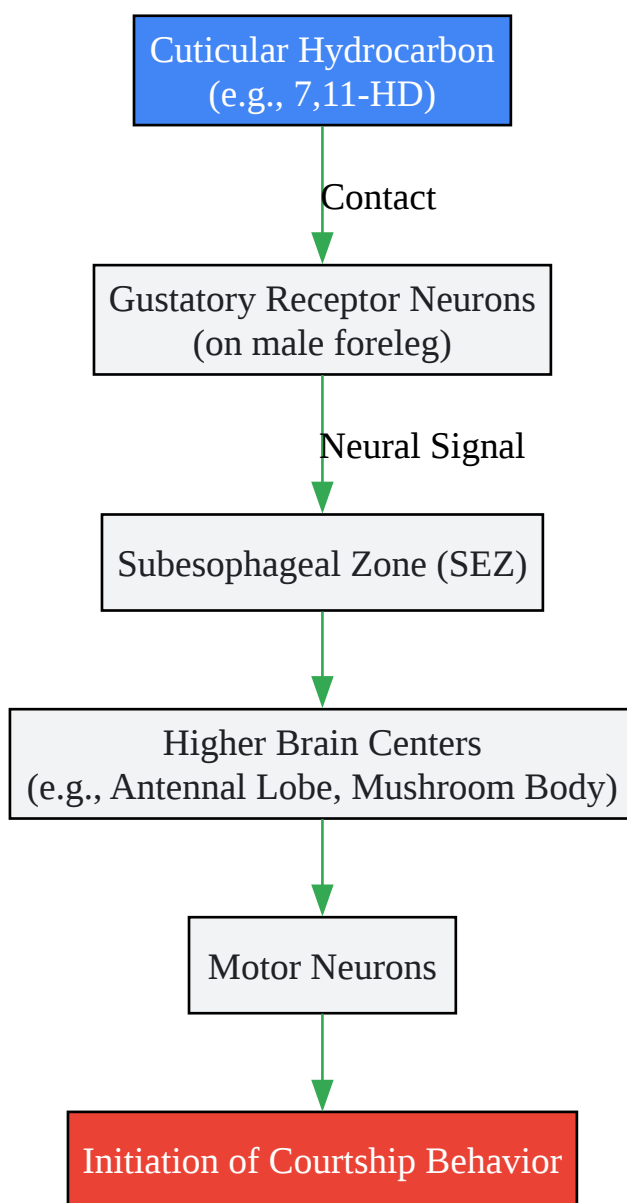 Cuticular Hydrocarbon
(e.g., 7,11-HD)
Contact
Gustatory Receptor Neurons
(on male foreleg)
Neural Signal
Subesophageal Zone (SEZ)
Higher Brain Centers
(e.g., Antennal Lobe, Mushroom Body)
Motor Neurons
Initiation of Courtship Behavior